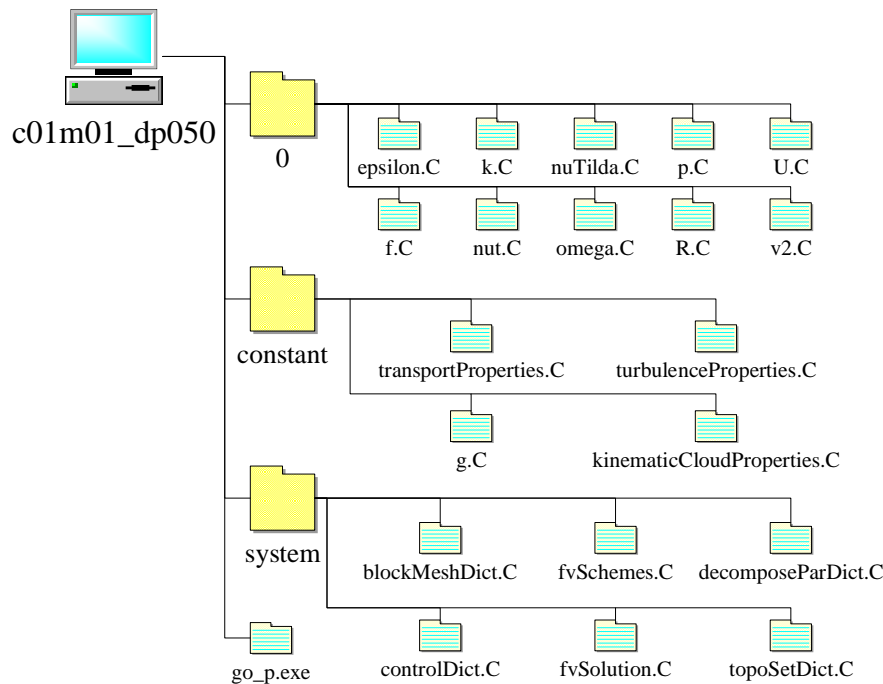 c01m01_dp050
0
epsilon.C k.C nuTilda.C p.C U.C
f.C nut.C omega.C R.C v2.C
constant
transportProperties.C turbulenceProperties.C
g.C kinematicCloudProperties.C
system
blockMeshDict.C fvSchemes.C decomposeParDict.C
go_p.exe controlDict.C fvSolution.C topoSetDict.C